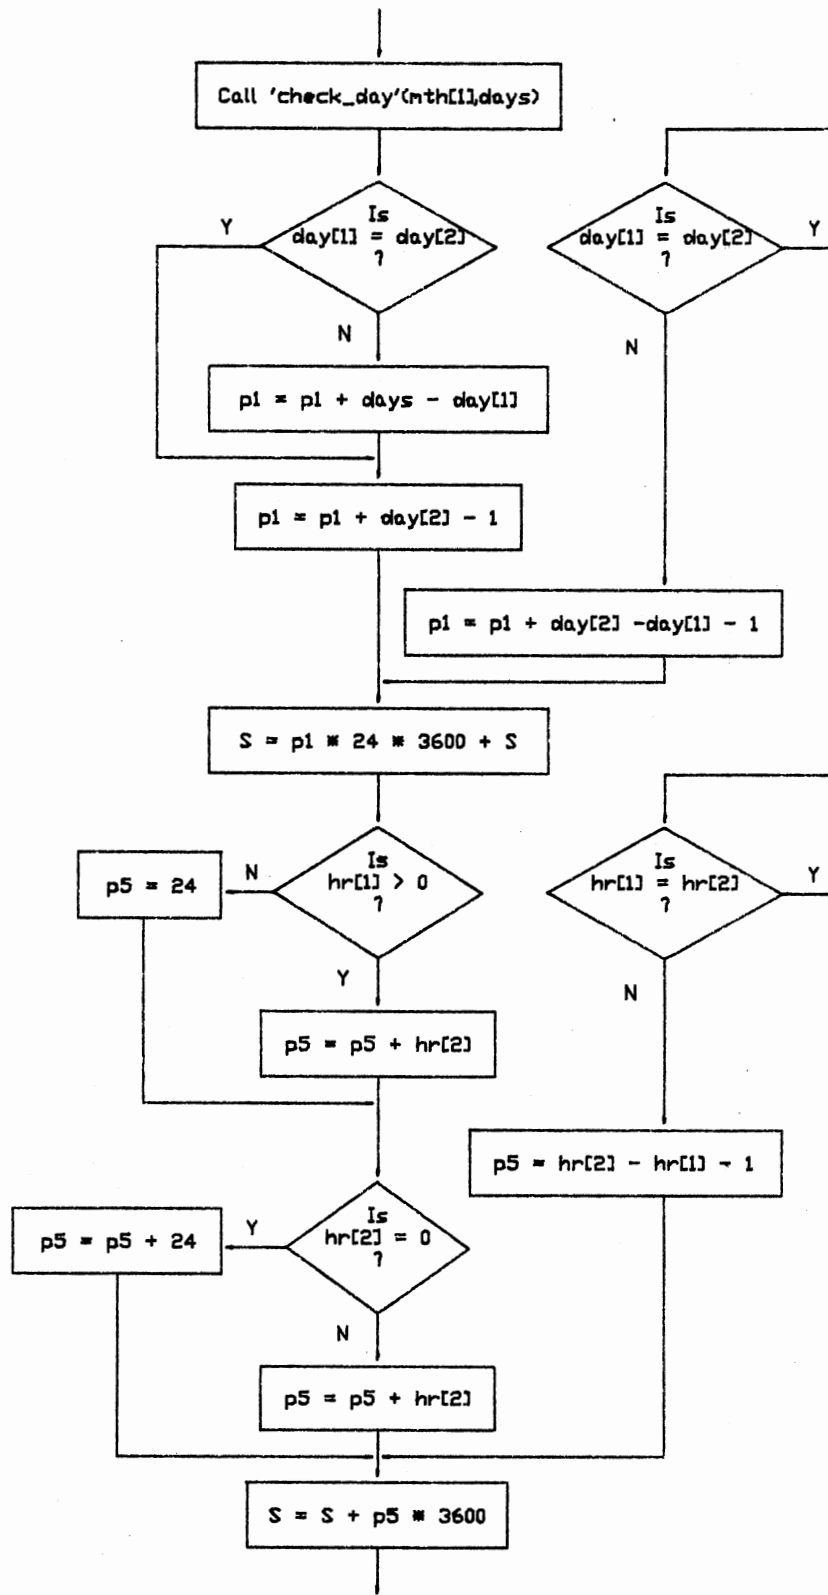 Call 'check_day'(mth[1],days)
Is
day[1] = day[2]
?
Y
N
p1 = p1 + days - day[1]
p1 = p1 + day[2] - 1
Is
day[1] = day[2]
?
Y
N
p1 = p1 + day[2] -day[1] - 1
S = p1 * 24 * 3600 + S
Is
hr[1] > 0
?
N
p5 = 24
Y
p5 = p5 + hr[2]
Is
hr[1] = hr[2]
?
Y
N
p5 = hr[2] - hr[1] - 1
Is
hr[2] = 0
?
Y
p5 = p5 + 24
N
p5 = p5 + hr[2]
S = S + p5 * 3600